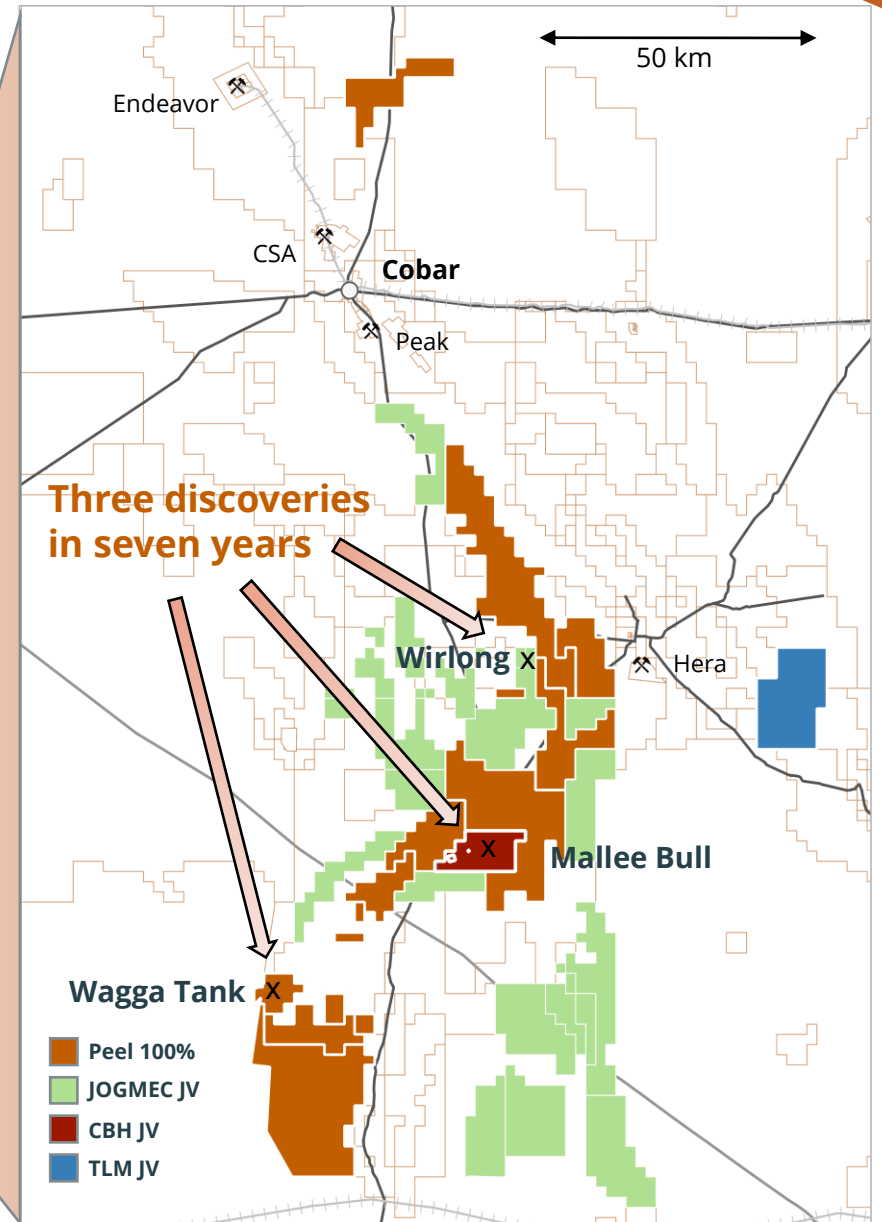 50 km
Endeavor
CSA
Cobar
Peak
Three discoveries
in seven years
Wirlong
X
Hera
X
Mallee Bull
Wagga Tank
X
Peel 100%
JOGMEC JV
CBH JV
TLM JV